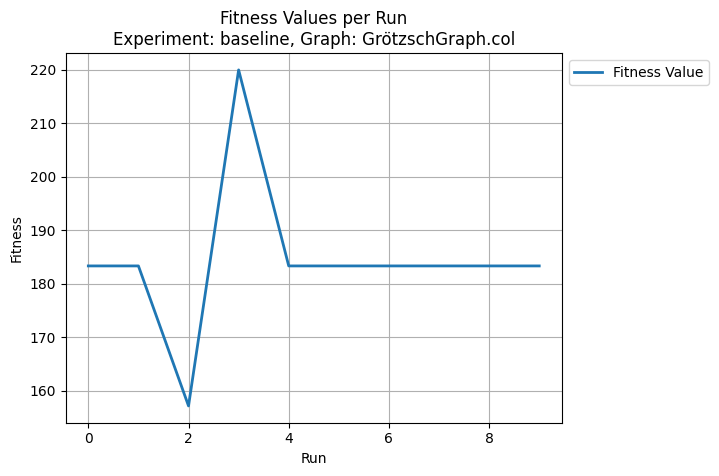 Fitness Values per Run
Experiment: baseline, Graph: GrötzschGraph.col
Fitness Value
220
210
200
190
180
170
160
Fitness
0 2 4 6 8
Run